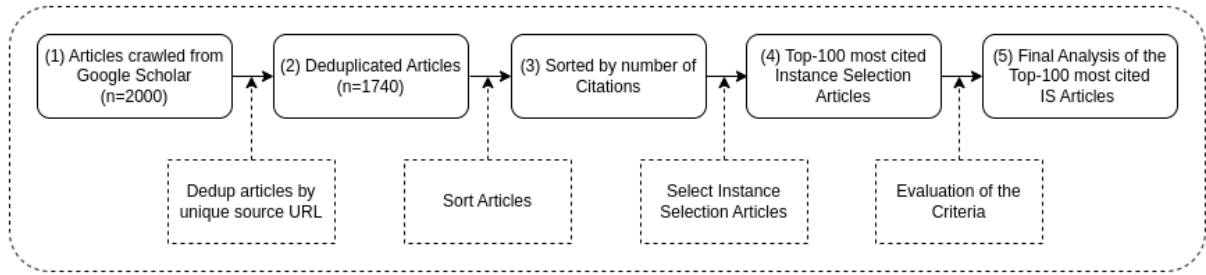 (1) Articles crawled from
Google Scholar
(n=2000)
(2) Deduplicated Articles
(n=1740)
(3) Sorted by number of
Citations
(4) Top-100 most cited
Instance Selection
Articles
(5) Final Analysis of the
Top-100 most cited
IS Articles
Dedup articles by
unique source URL
Sort Articles
Select Instance
Selection Articles
Evaluation of the
Criteria